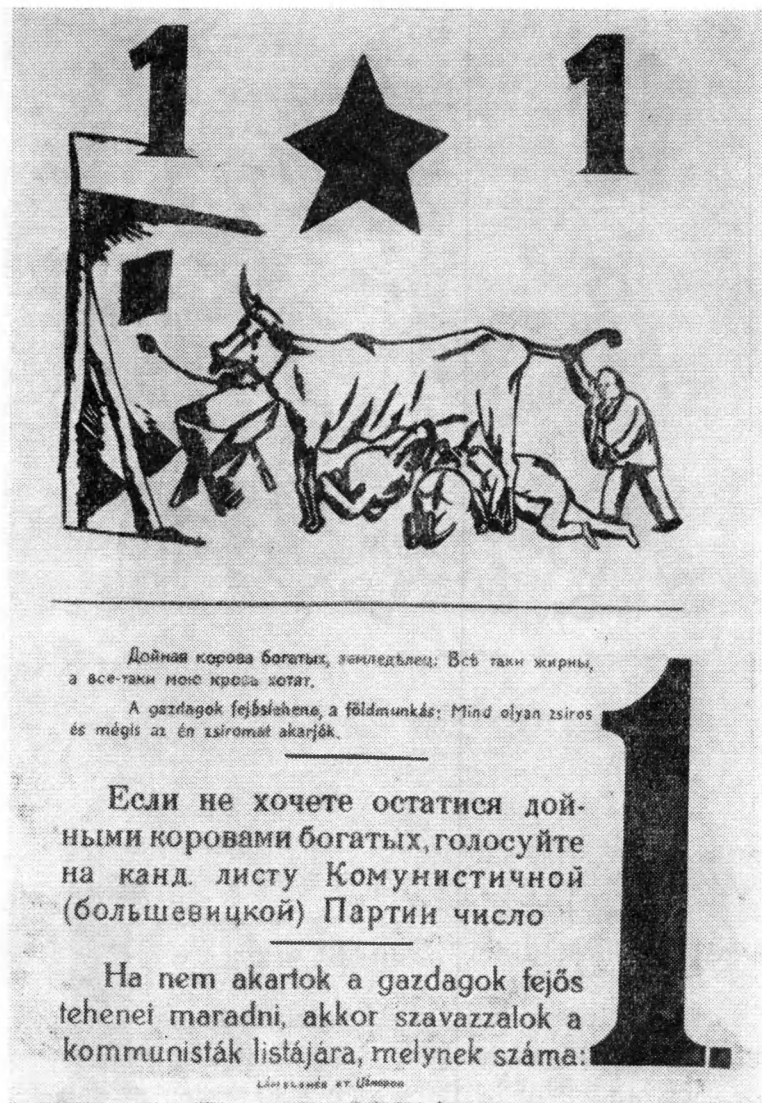 1 1
Дойная корова богатых, земледѣлец: Всѣ таки жирны,
а все-таки мою кровь хотят.
A gazdagok fejőstehene, a földmunkás: Mind olyan zsiros
és mégis az én zsiromat akarják.
Если не хочете остатися дой-
ными коровами богатых, голосуйте
на канд. листу Комунистичной
(большевицкой) Партии число
1.
Ha nem akartok a gazdagok fejős
tehenei maradni, akkor szavazzatok a
kommunisták listájára, melynek száma: